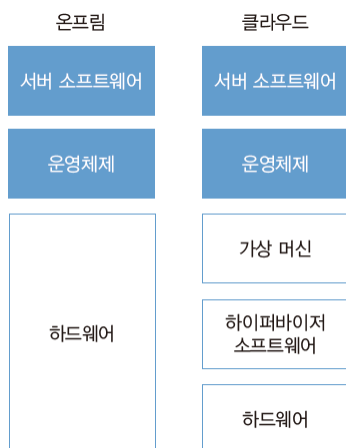 온프림
클라우드
서버 소프트웨어
서버 소프트웨어
운영체제
운영체제
하드웨어
가상 머신
하이퍼바이저
소프트웨어
하드웨어